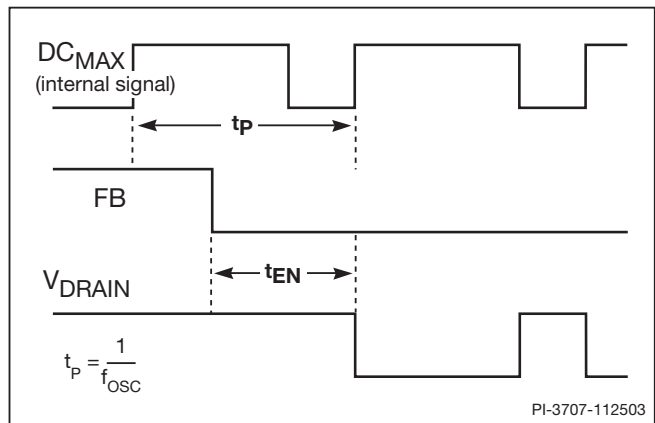 DCMAX
(internal signal)
tP
FB
tEN
VDRAIN
tP = 1/fOSC
PI-3707-112503